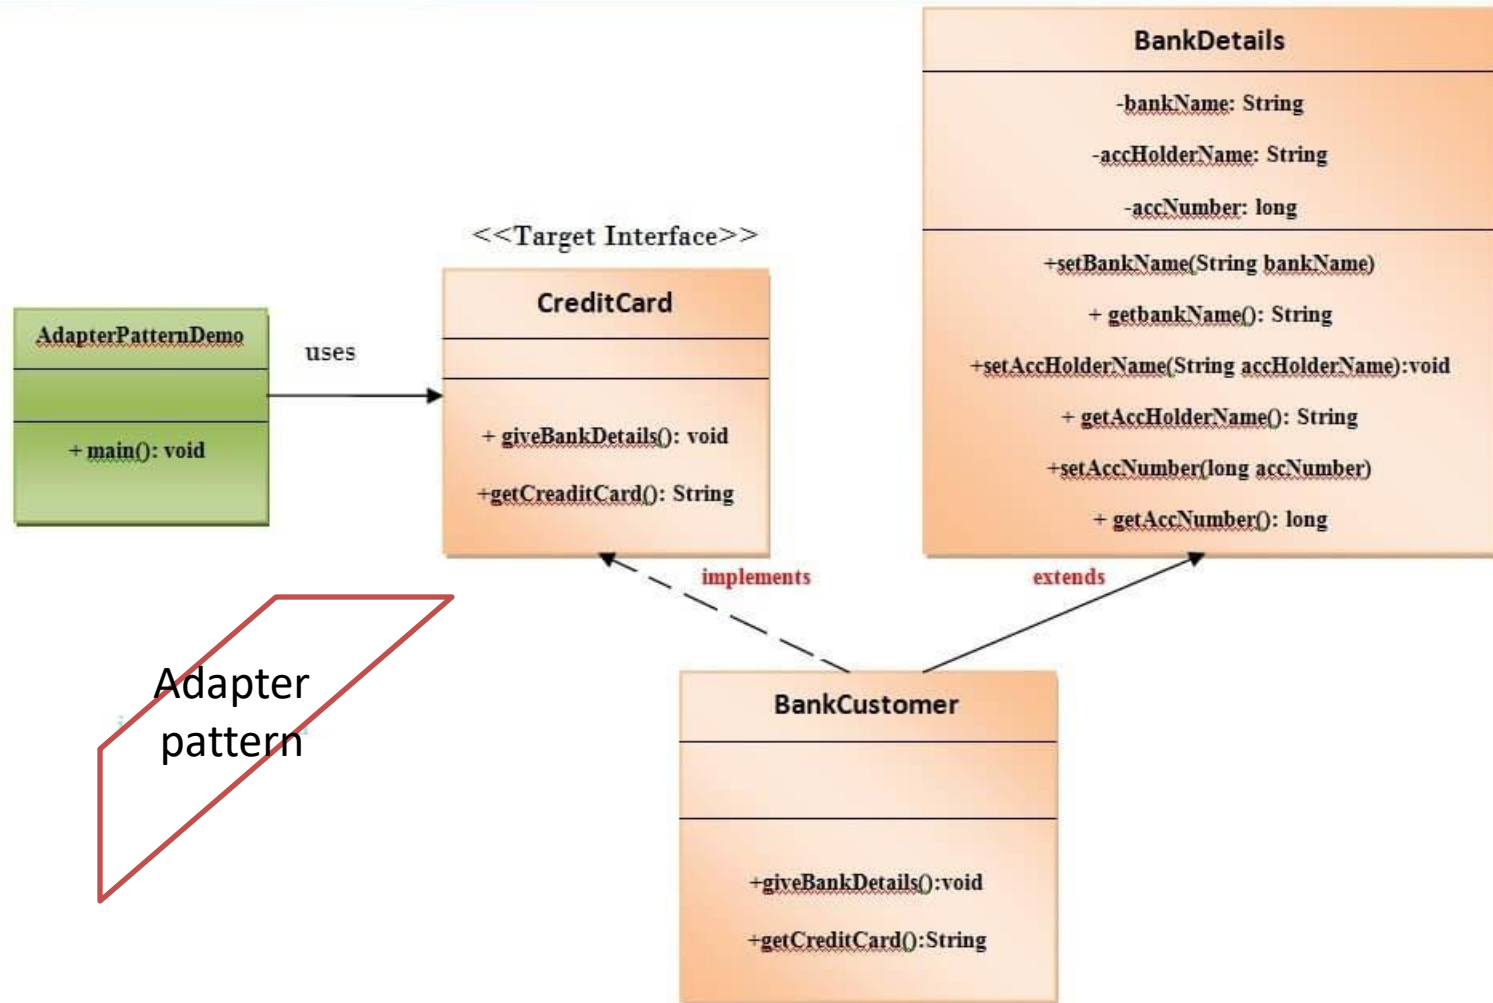 BankDetails
-bankName: String
-accHolderName: String
-accNumber: long
+setBankName(String bankName)
+ getbankName(): String
+setAccHolderName(String accHolderName):void
+ getAccHolderName(): String
+setAccNumber(long accNumber)
+ getAccNumber(): long
<<Target Interface>>
CreditCard
+ giveBankDetails(): void
+getCreaditCard(): String
AdapterPatternDemo
+ main(): void
uses
implements
extends
Adapter
pattern
BankCustomer
+giveBankDetails():void
+getCreditCard():String